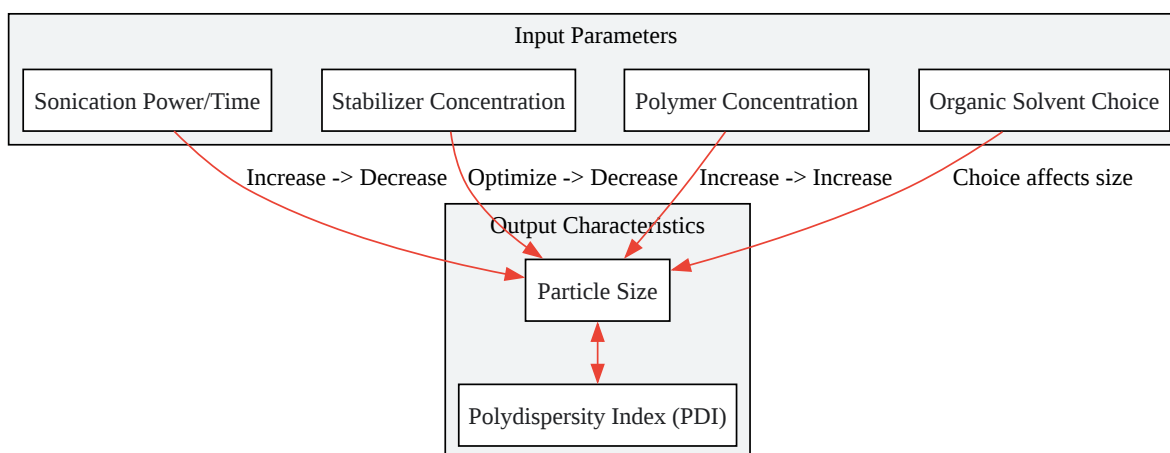 Input Parameters
Sonication Power/Time
Stabilizer Concentration
Polymer Concentration
Organic Solvent Choice
Increase -> Decrease
Optimize -> Decrease
Increase -> Increase
Choice affects size
Output Characteristics
Particle Size
Polydispersity Index (PDI)